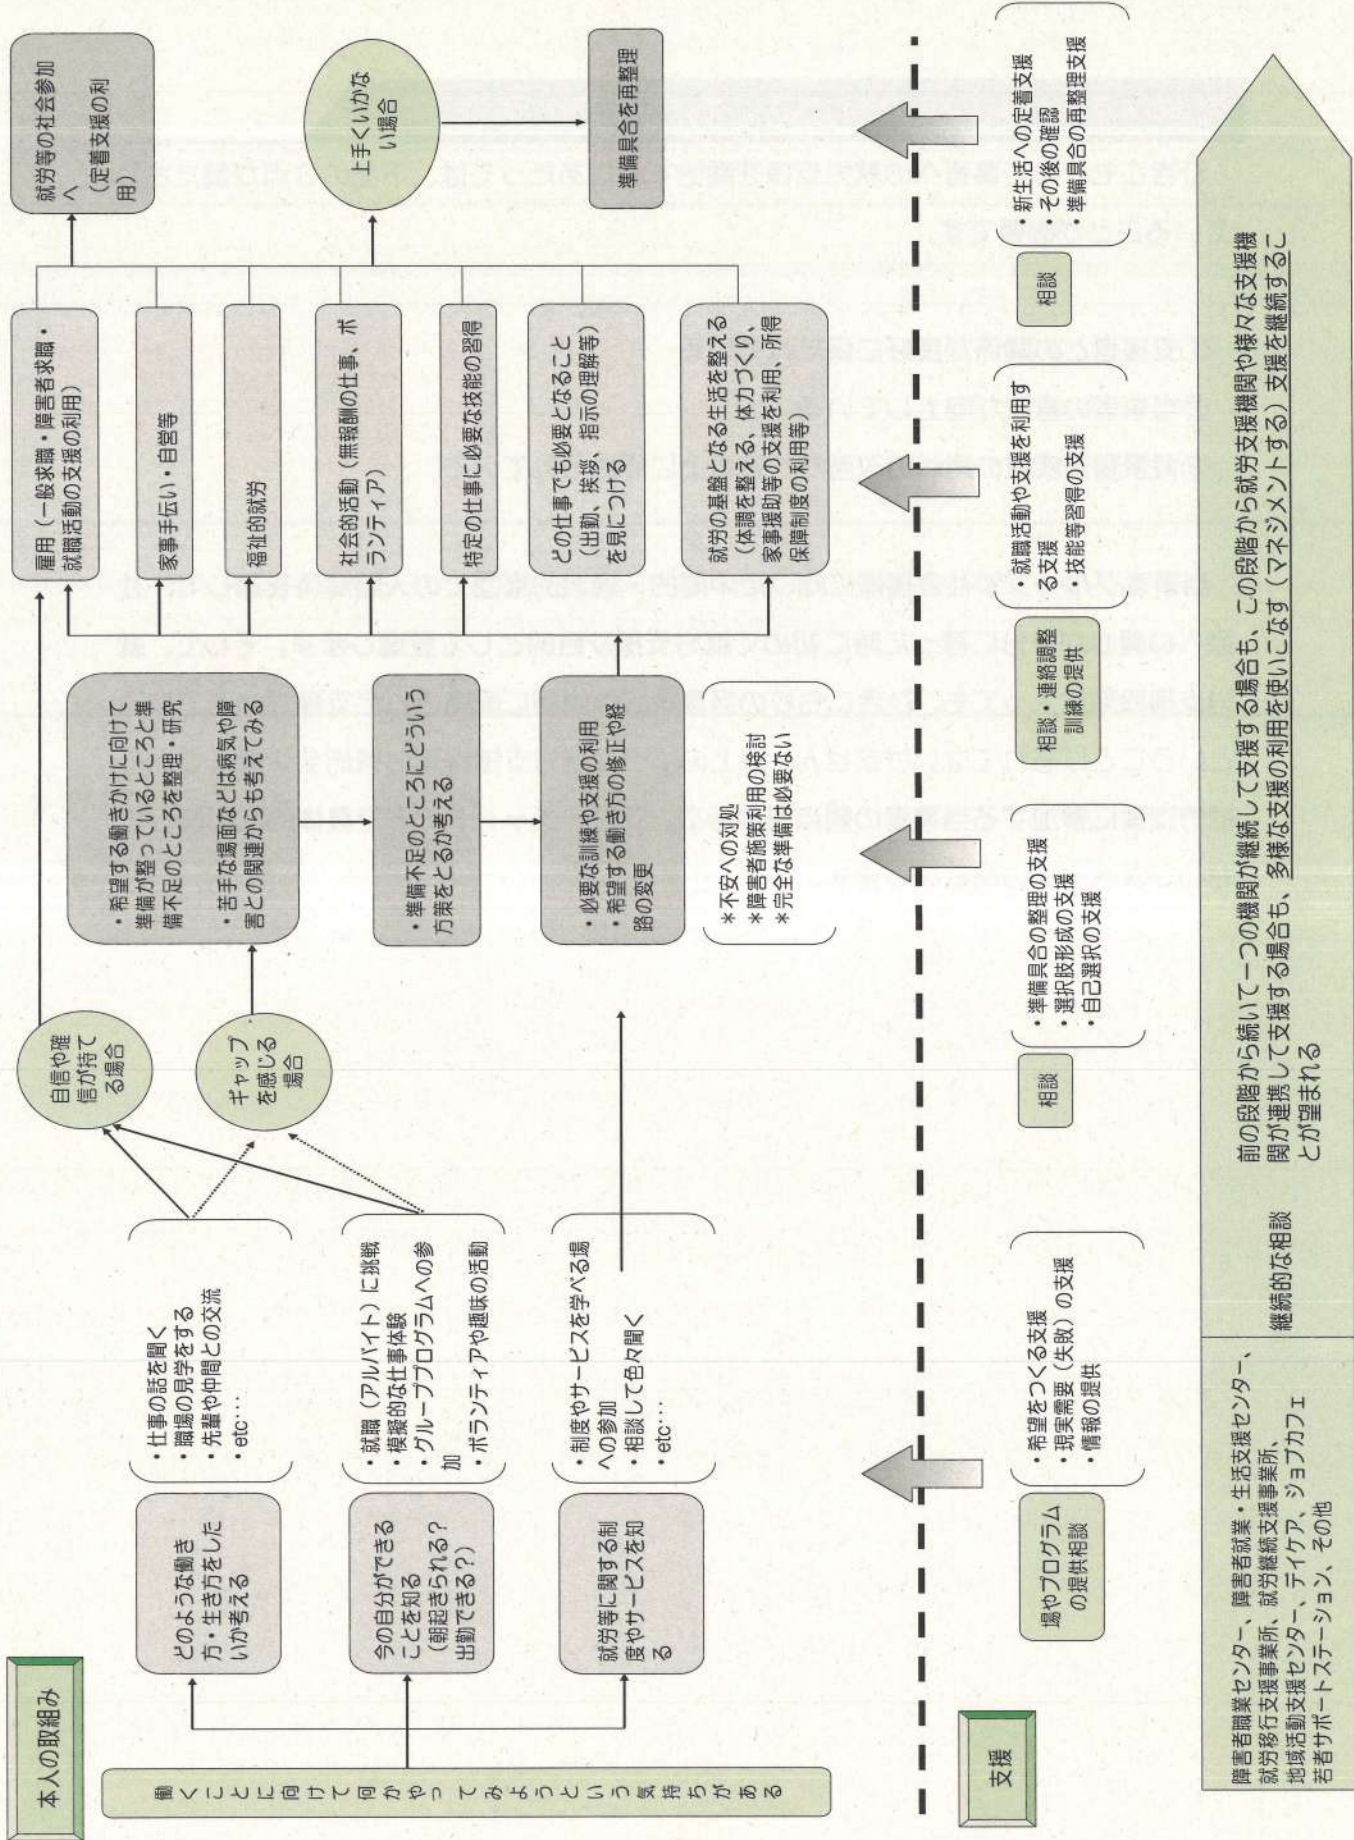 本人の取組み
働くことに向けて何かやってみようという気持ちがある
どのような働き
方・生き方をした
いか考える
・仕事の話を聞く
・職場の見学をする
・先輩や仲間との交流
・etc…
今の自分ができる
ことを知る
（朝起きられる？
出勤できる？）
・就職（アルバイト）に挑戦
・模擬的な仕事体験
・グループプログラムへの参
加
・ボランティアや趣味の活動
就労等に関する制
度やサービスを知
る
・制度やサービスを学べる場
への参加
・相談して色々聞く
・etc…
自信や確
信が持て
る場合
ギャップ
を感じる
場合
・希望する働きかけに向けて
準備が整っているところと準
備不足のところを整理・研究
・苦手な場面などは病気や障
害との関連からも考えてみる
・準備不足のところにどういう
方策をとるか考える
・必要な訓練や支援の利用
・希望する働き方の修正や経
路の変更
＊不安への対処
＊障害者施策利用の検討
＊完全な準備は必要ない
雇用（一般求職・障害者求職・
就職活動の支援の利用）
家事手伝い・自営等
福祉的就労
社会的活動（無報酬の仕事、ボ
ランティア）
特定の仕事に必要な技能の習得
どの仕事でも必要となること
（出勤、挨拶、指示の理解等）
を見につける
就労の基盤となる生活を整える
（体調を整える、体力づくり、
家事援助等の支援を利用、所得
保障制度の利用等）
就労等の社会参加
へ
（定着支援の利
用）
上手くいかな
い場合
準備具合を再整理
支援
場やプログラム
の提供相談
・希望をつくる支援
・現実需要（失敗）の支援
・情報の提供
相談
・準備具合の整理の支援
・選択肢形成の支援
・自己選択の支援
相談・連絡調整
訓練の提供
・就職活動や支援を利用す
る支援
・技能等習得の支援
相談
・新生活への定着支援
・その後の確認
・準備具合の再整理支援
障害者職業センター、障害者就業・生活支援センター、
就労移行支援事業所、就労継続支援事業所、
地域活動支援センター、デイケア、ジョブカフェ
若者サポートステーション、その他
継続的な相談
前の段階から続いて一つの機関が継続して支援する場合も、この段階から就労支援機関や様々な支援機
関が連携して支援する場合も、多様な支援の利用を使いこなす（マネジメントする）支援を継続するこ
とが望まれる